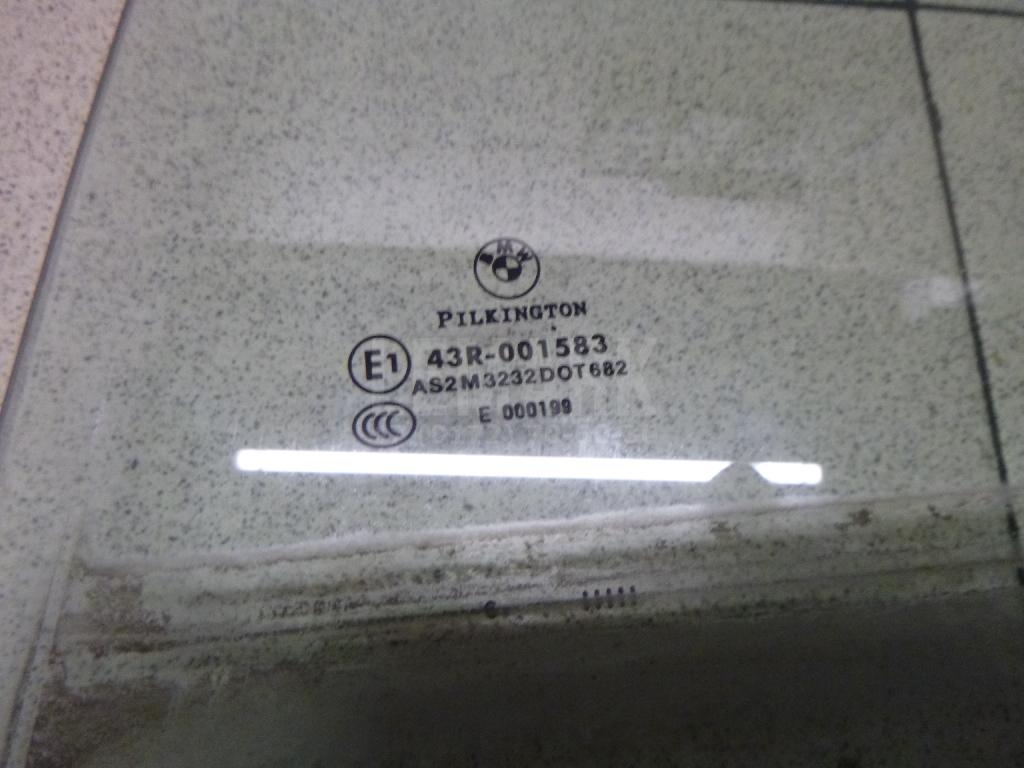 BMW
PILKINGTON
E1 43R-001583
AS2M3232DOT682
CCC E 000199